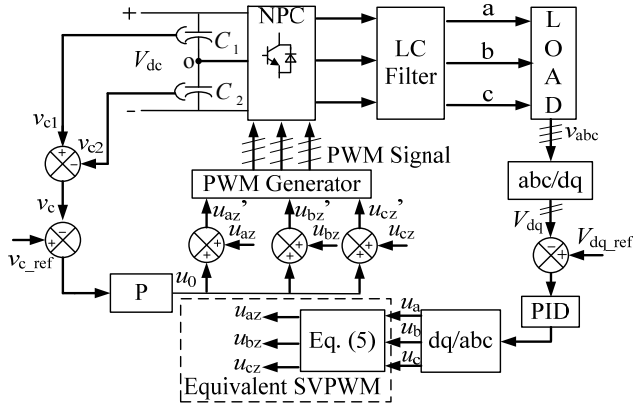 +
NPC
C1
Vdc
o
C2
−
LC
Filter
a
b
c
L
O
A
D
vabc
vc1
vc2
+
−
PWM Signal
PWM Generator
abc/dq
Vdq
vc
−
+
vc_ref
uaz’
ubz’
ucz’
+
+
uaz
+
+
ubz
+
+
ucz
−
+
Vdq_ref
P
u0
PID
uaz
ubz
ucz
Eq. (5)
ua
ub
uc
dq/abc
Equivalent SVPWM